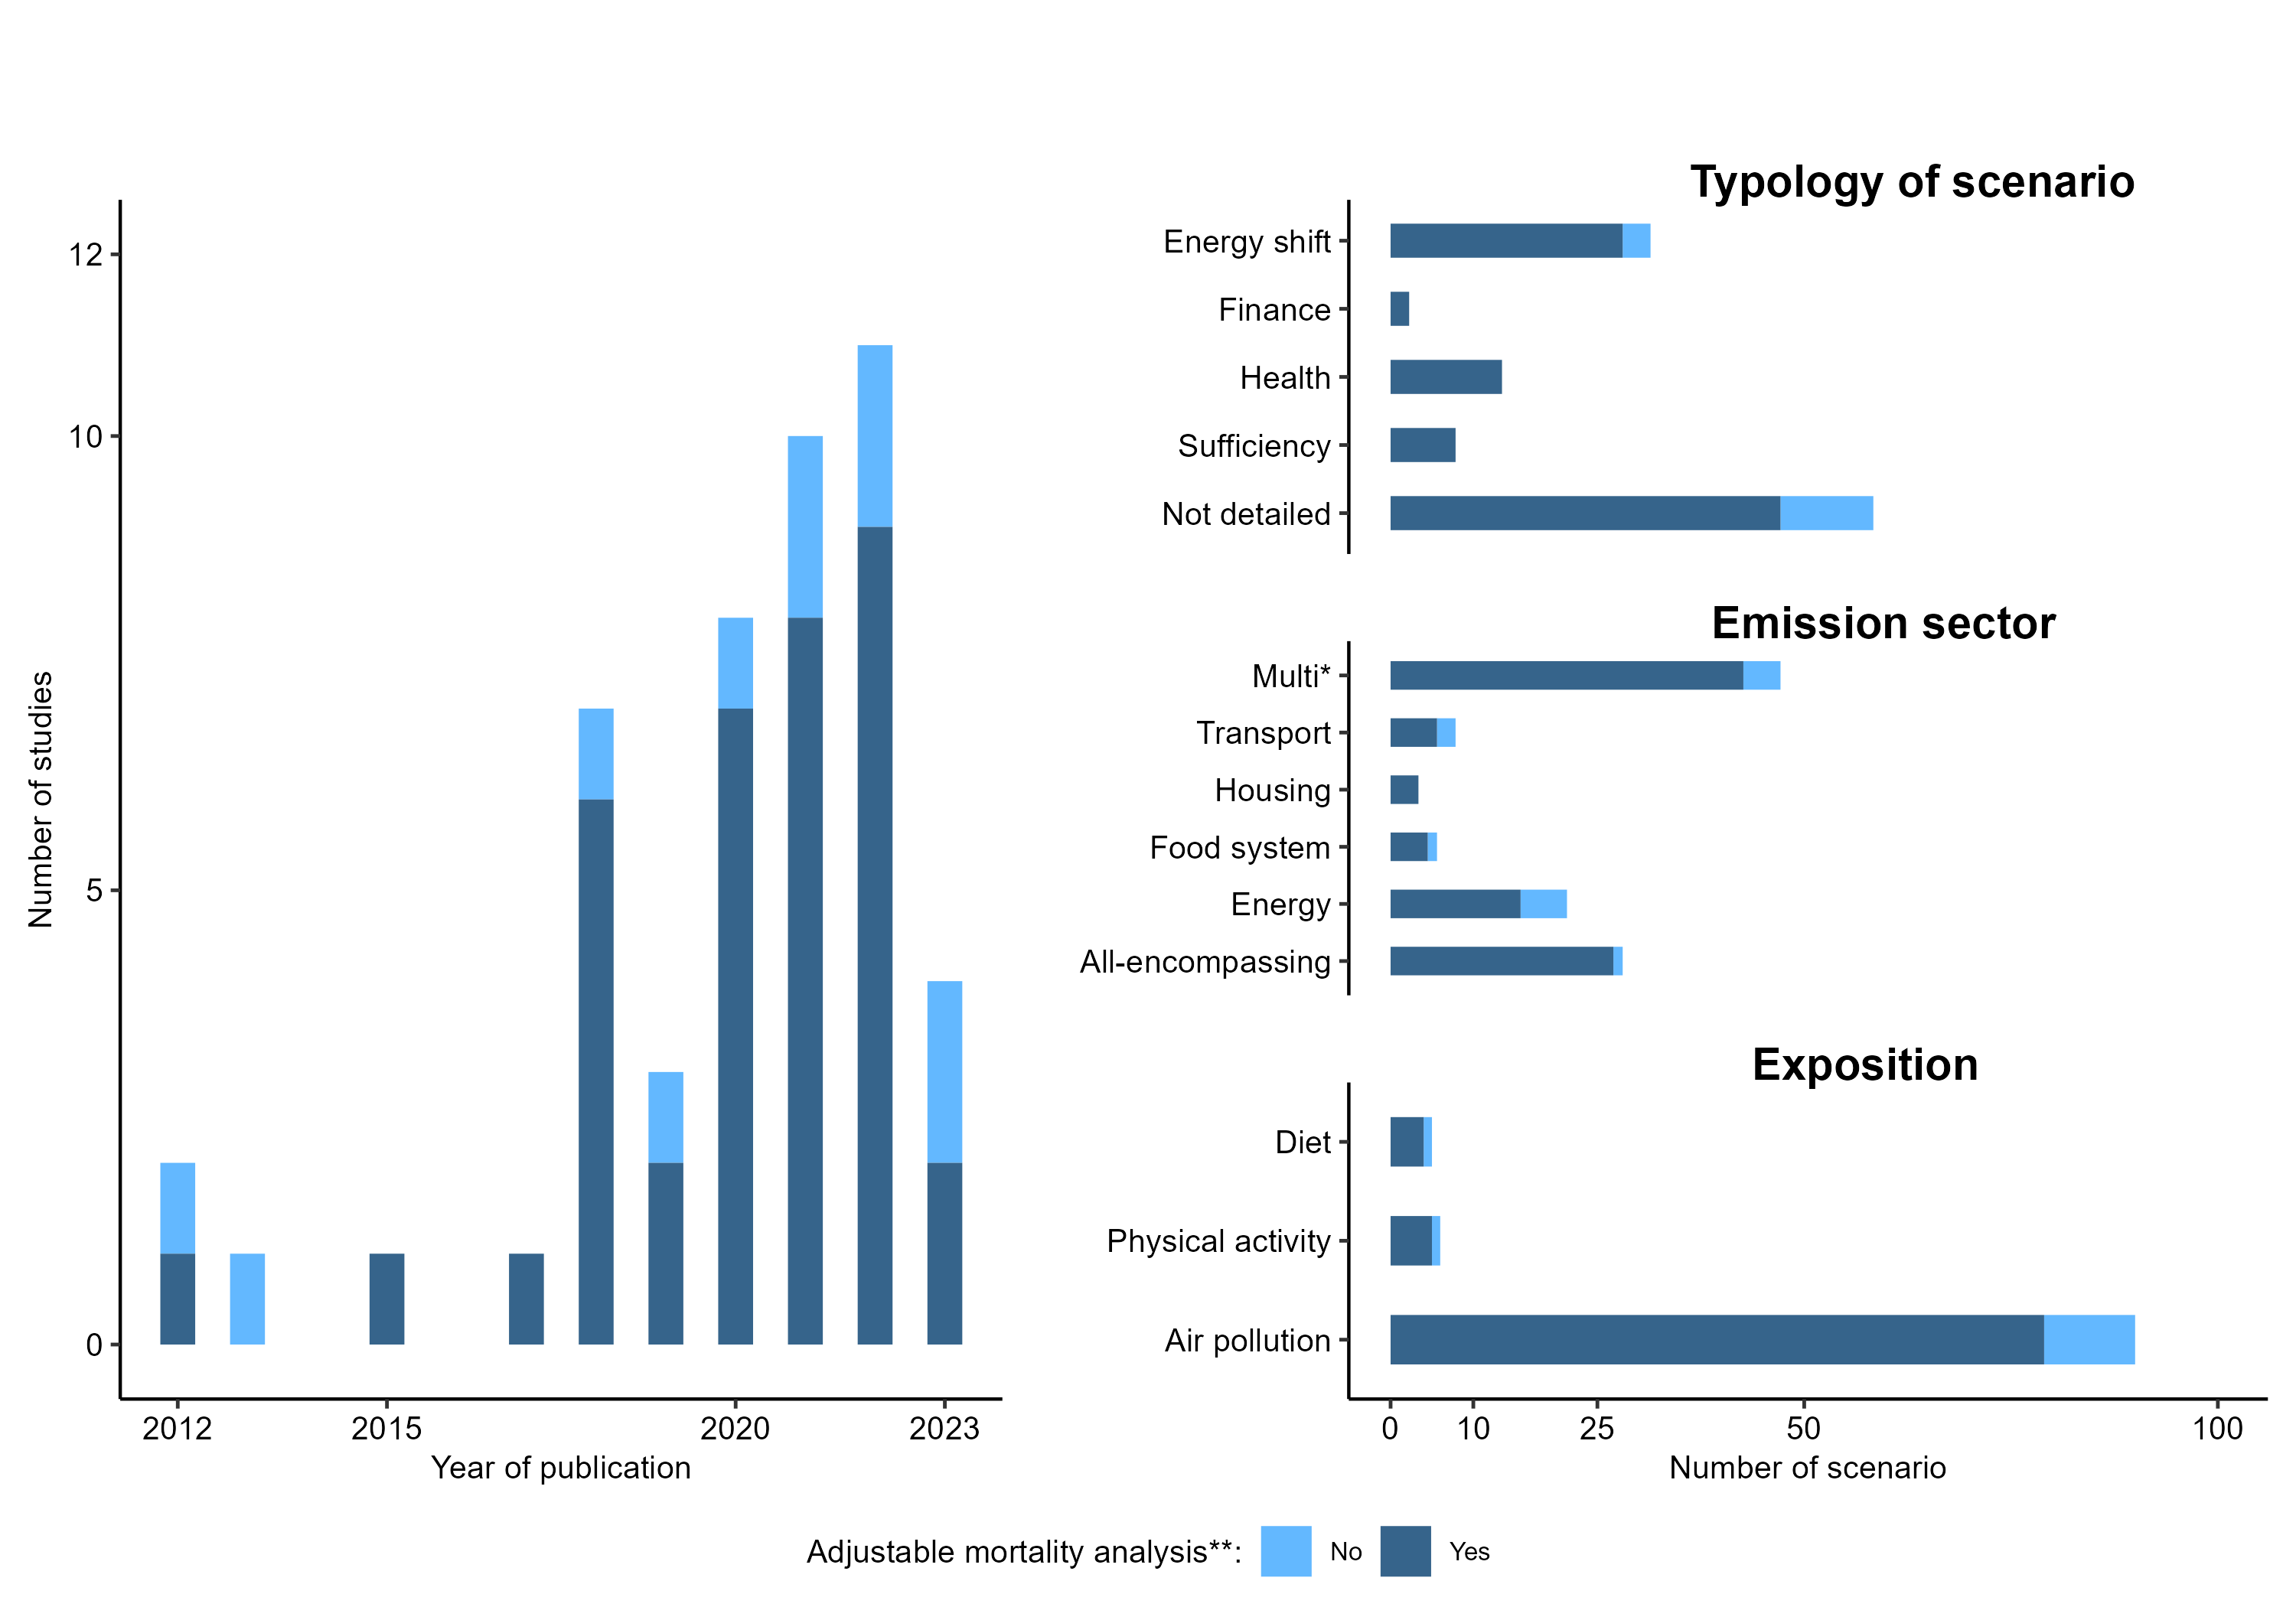 12
10
5
0
Number of studies
2012
2015
2020
2023
Year of publication
Typology of scenario
Energy shift
Finance
Health
Sufficiency
Not detailed
Emission sector
Multi*
Transport
Housing
Food system
Energy
All-encompassing
Exposition
Diet
Physical activity
Air pollution
0
10
25
50
100
Number of scenario
Adjustable mortality analysis**: No Yes